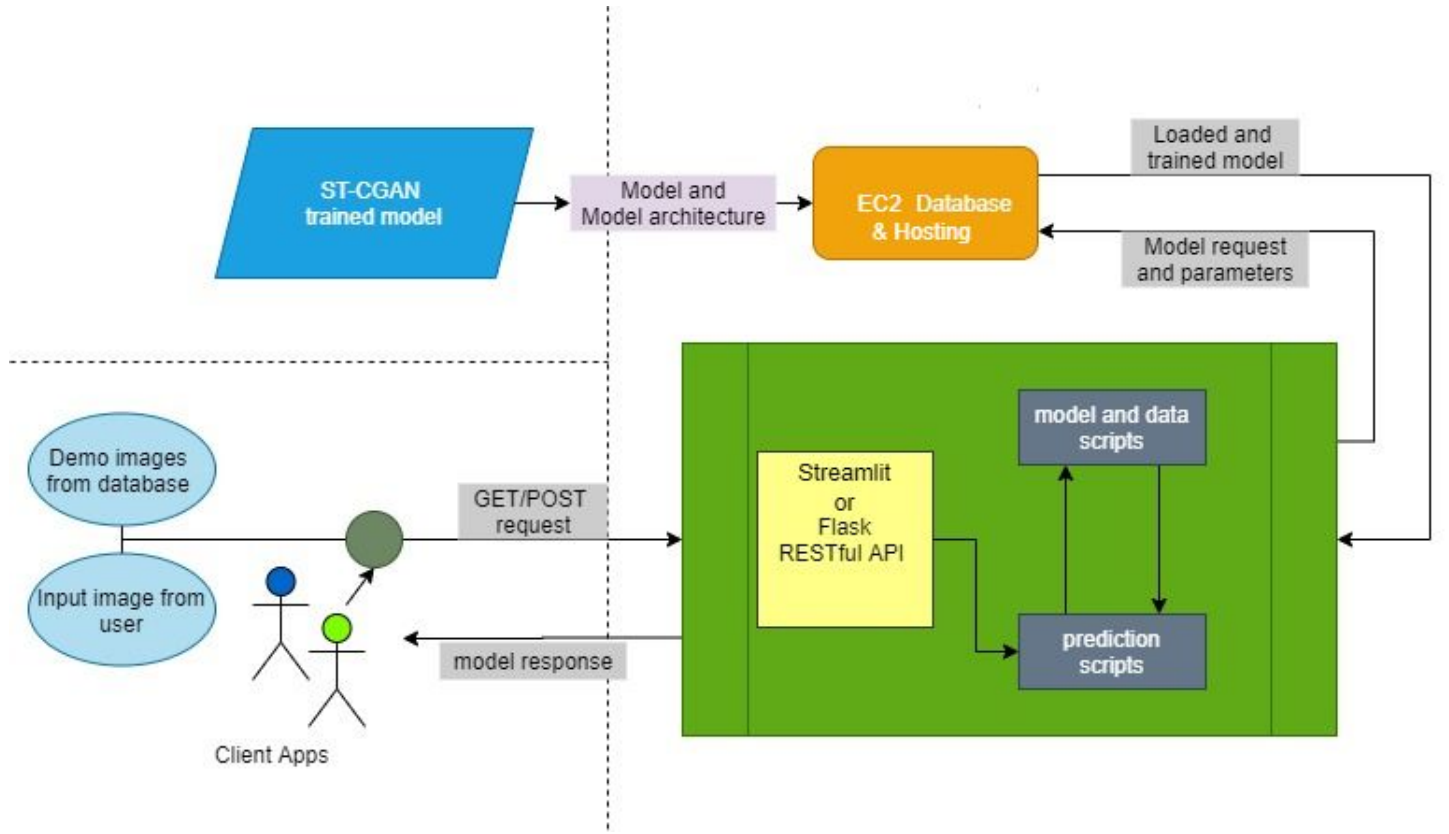 ST-CGAN
trained model
Model and
Model architecture
EC2 Database
& Hosting
Loaded and
trained model
Model request
and parameters
Demo images
from database
Input image from
user
GET/POST
request
model response
Client Apps
Streamlit
or
Flask
RESTful API
model and data
scripts
prediction
scripts